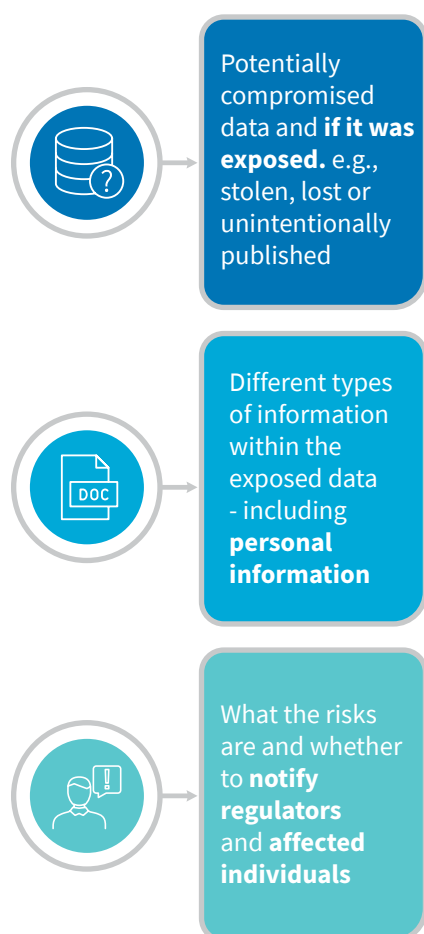 Potentially
compromised
data and if it was
exposed. e.g.,
stolen, lost or
unintentionally
published
?
Different types
of information
within the
exposed data
- including
personal
information
DOC
What the risks
are and whether
to notify
regulators
and affected
individuals
!